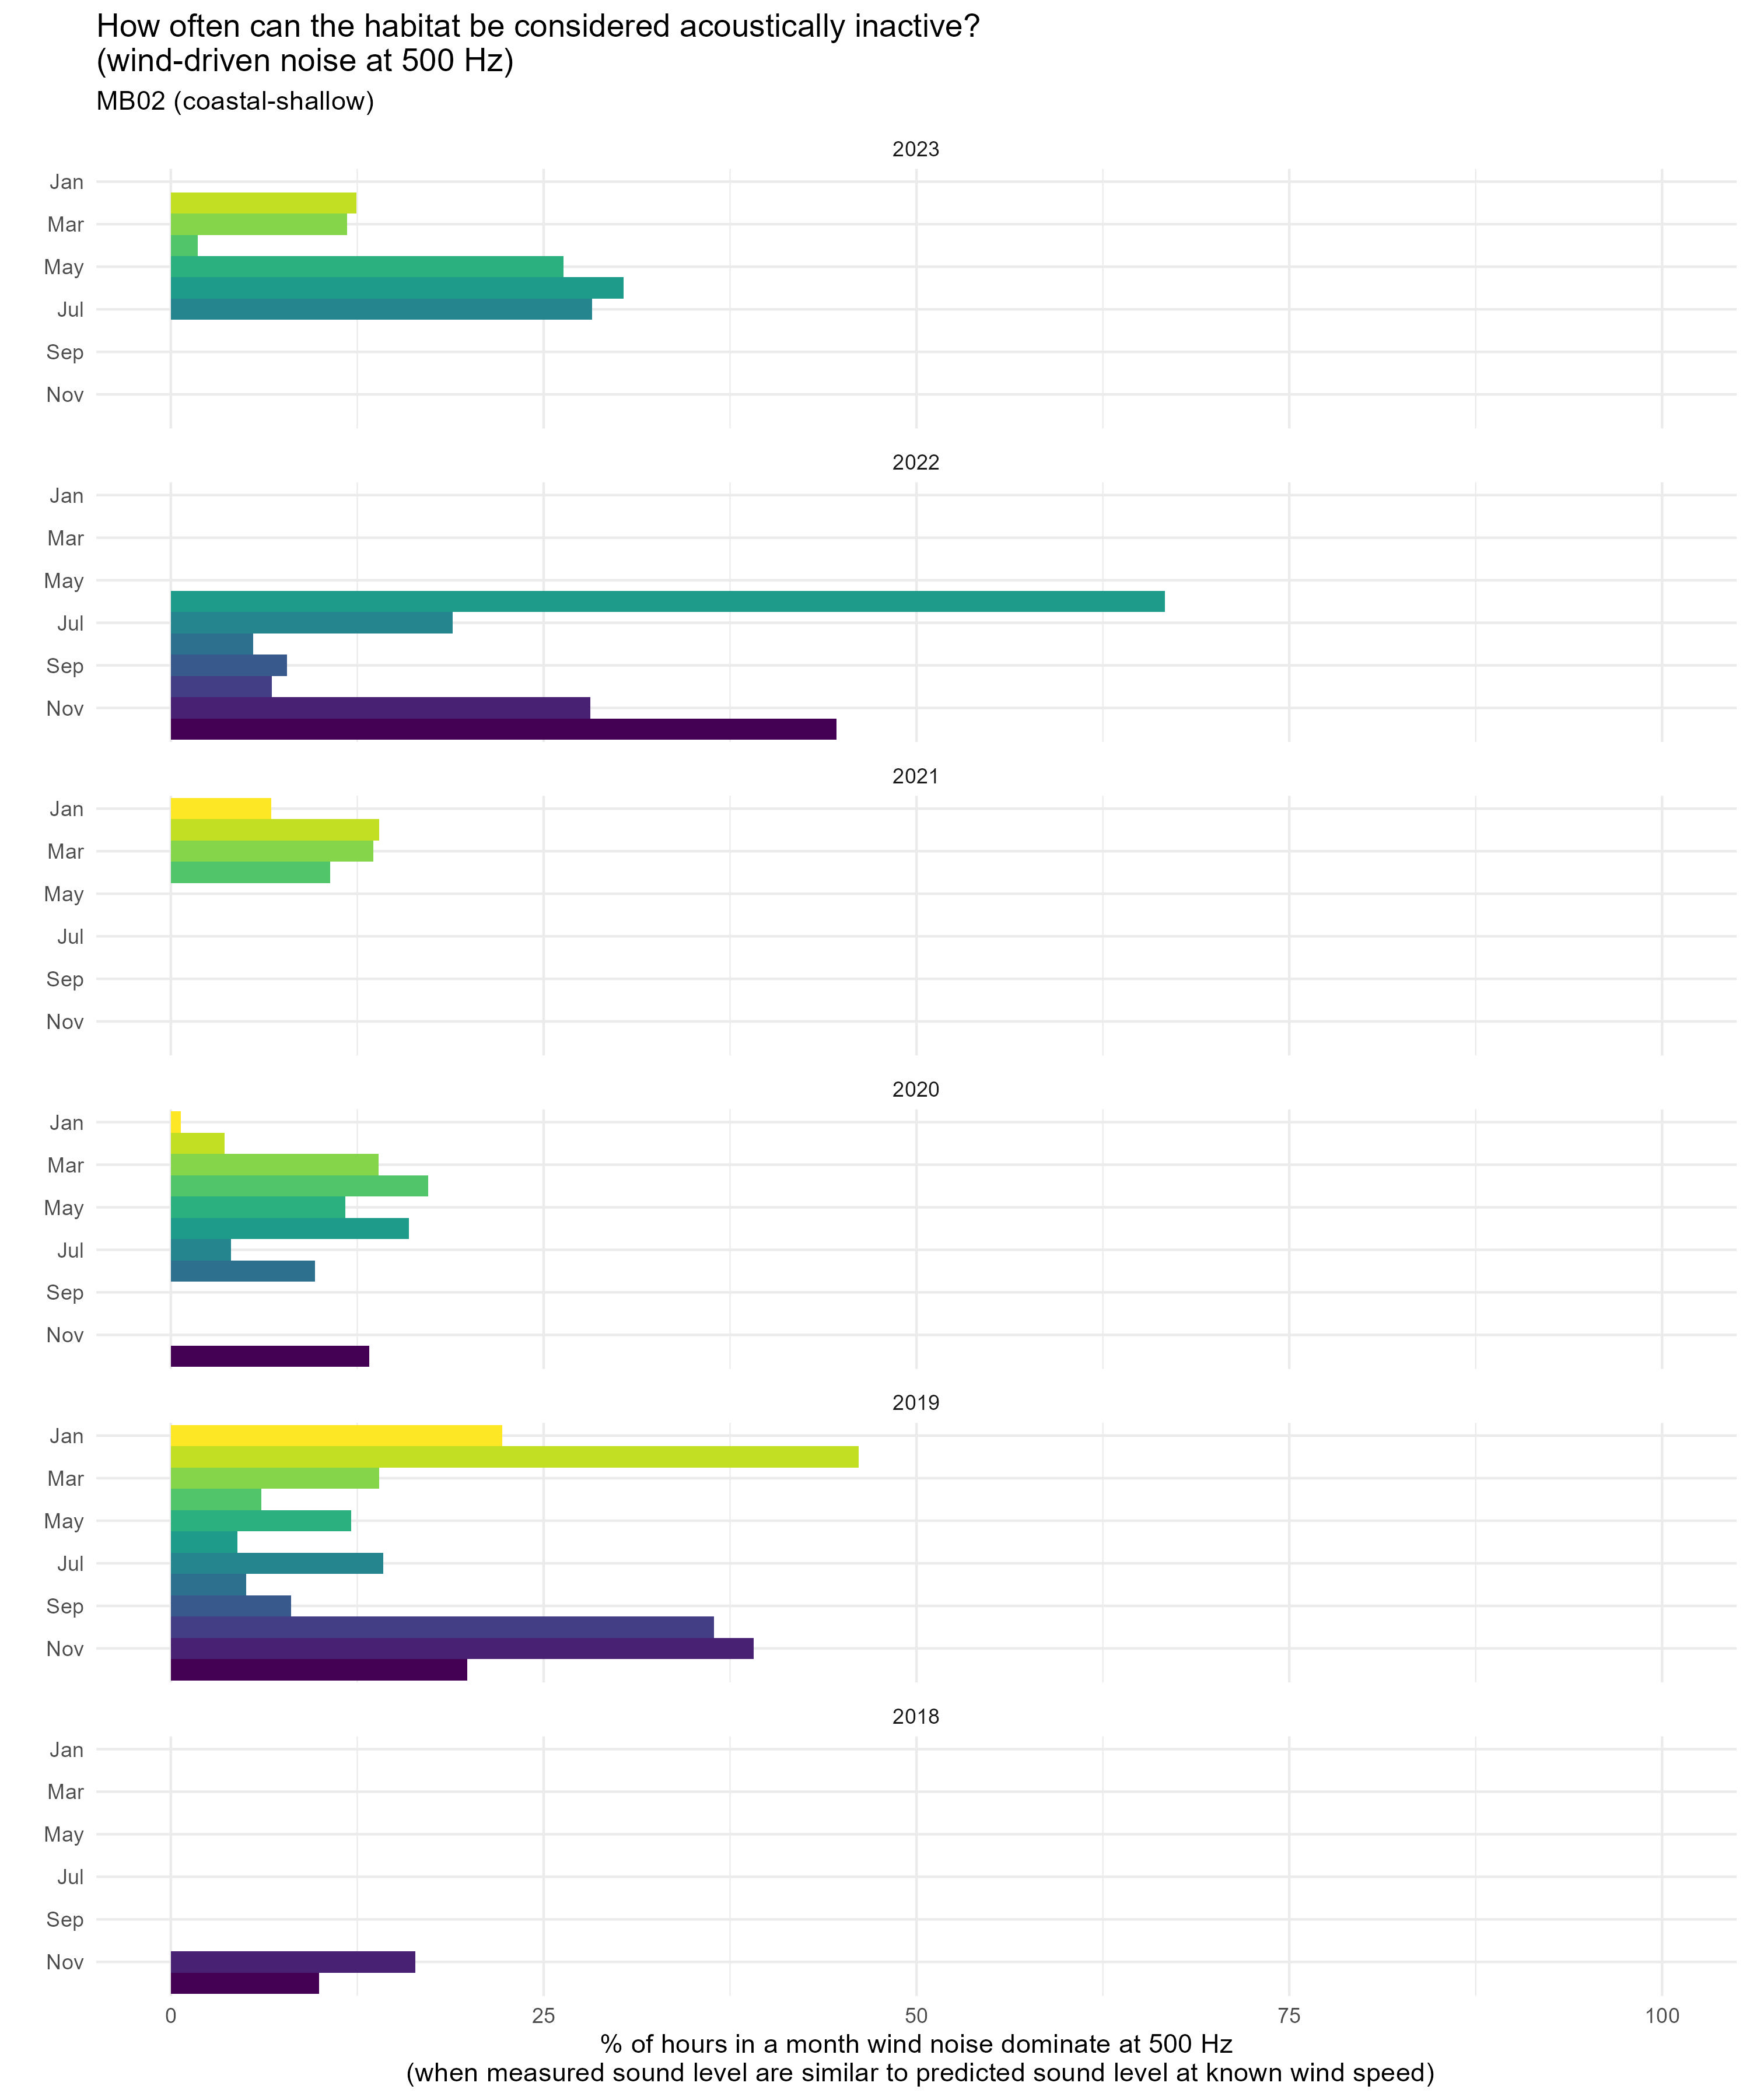 How often can the habitat be considered acoustically inactive?
(wind-driven noise at 500 Hz)
MB02 (coastal-shallow)
2023
Jan
Mar
May
Jul
Sep
Nov
2022
Jan
Mar
May
Jul
Sep
Nov
2021
Jan
Mar
May
Jul
Sep
Nov
2020
Jan
Mar
May
Jul
Sep
Nov
2019
Jan
Mar
May
Jul
Sep
Nov
2018
Jan
Mar
May
Jul
Sep
Nov
0 25 50 75 100
% of hours in a month wind noise dominate at 500 Hz
(when measured sound level are similar to predicted sound level at known wind speed)